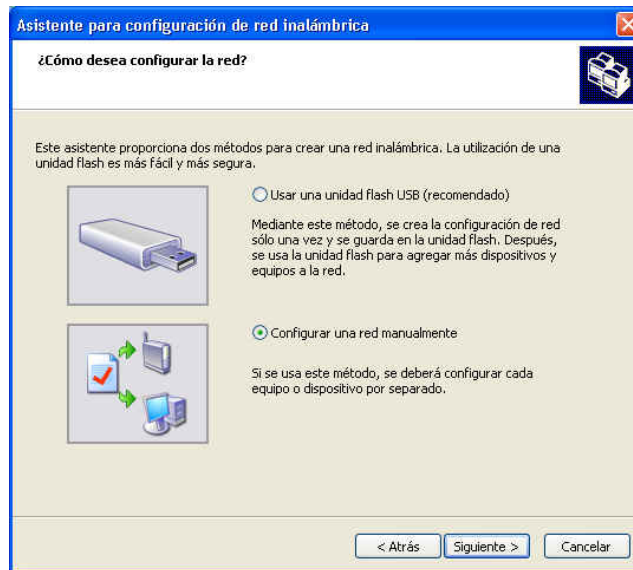 Asistente para configuración de red inalámbrica
¿Cómo desea configurar la red?
Este asistente proporciona dos métodos para crear una red inalámbrica. La utilización de una
unidad flash es más fácil y más segura.
Usar una unidad flash USB (recomendado)
Mediante este método, se crea la configuración de red
sólo una vez y se guarda en la unidad flash. Después,
se usa la unidad flash para agregar más dispositivos y
equipos a la red.
Configurar una red manualmente
Si se usa este método, se deberá configurar cada
equipo o dispositivo por separado.
< Atrás
Siguiente >
Cancelar